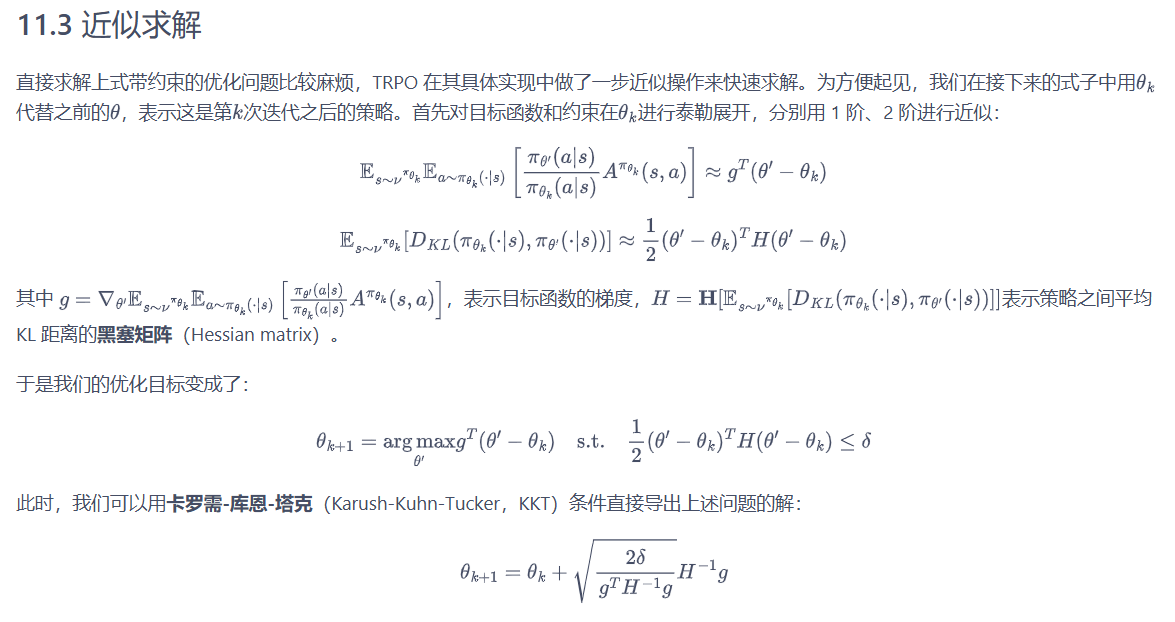 11.3 近似求解
直接求解上式带约束的优化问题比较麻烦，TRPO 在其具体实现中做了一步近似操作来快速求解。为方便起见，我们在接下来的式子中用$\theta_k$
代替之前的$\theta$，表示这是第$k$次迭代之后的策略。首先对目标函数和约束在$\theta_k$进行泰勒展开，分别用 1 阶、2 阶进行近似：
$\mathbb{E}_{s\sim\nu^{\pi_{\theta_k}}}\mathbb{E}_{a\sim\pi_{\theta_k}(\cdot|s)}\left[\frac{\pi_{\theta'}(a|s)}{\pi_{\theta_k}(a|s)}A^{\pi_{\theta_k}}(s,a)\right]\approx g^T(\theta'-\theta_k)$
$\mathbb{E}_{s\sim\nu^{\pi_{\theta_k}}}[D_{KL}(\pi_{\theta_k}(\cdot|s),\pi_{\theta'}(\cdot|s))]\approx\frac{1}{2}(\theta'-\theta_k)^TH(\theta'-\theta_k)$
其中 $g=\nabla_{\theta'}\mathbb{E}_{s\sim\nu^{\pi_{\theta_k}}}\mathbb{E}_{a\sim\pi_{\theta_k}(\cdot|s)}\left[\frac{\pi_{\theta'}(a|s)}{\pi_{\theta_k}(a|s)}A^{\pi_{\theta_k}}(s,a)\right]$，表示目标函数的梯度，$H=\mathbf{H}[\mathbb{E}_{s\sim\nu^{\pi_{\theta_k}}}[D_{KL}(\pi_{\theta_k}(\cdot|s),\pi_{\theta'}(\cdot|s))]]$表示策略之间平均
KL 距离的黑塞矩阵（Hessian matrix）。
于是我们的优化目标变成了：
$\theta_{k+1}=\underset{\theta'}{\arg\max}g^T(\theta'-\theta_k)\quad\text{s.t.}\quad\frac{1}{2}(\theta'-\theta_k)^TH(\theta'-\theta_k)\leq\delta$
此时，我们可以用卡罗需-库恩-塔克（Karush-Kuhn-Tucker，KKT）条件直接导出上述问题的解：
$\theta_{k+1}=\theta_k+\sqrt{\frac{2\delta}{g^TH^{-1}g}}H^{-1}g$